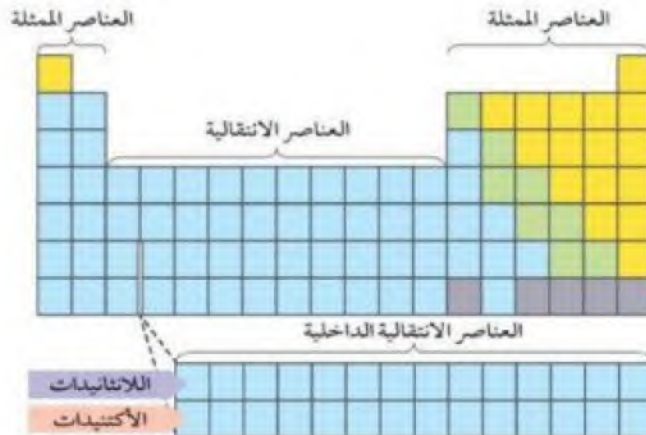 العناصر الممثلة
العناصر الممثلة
العناصر الانتقالية
العناصر الانتقالية الداخلية
اللانثانيدات
الأكتنيدات